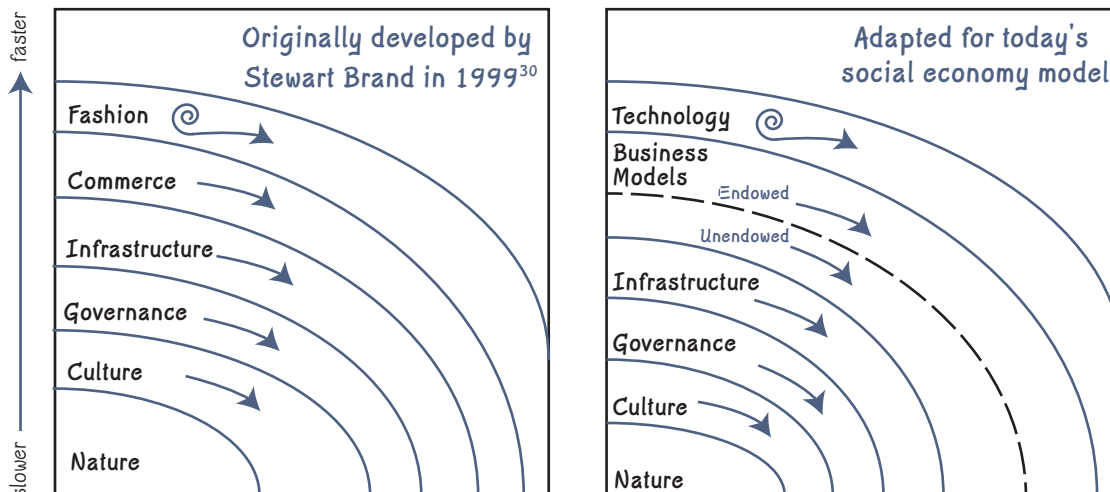 faster
slower
Originally developed by
Stewart Brand in 1999³⁰
Fashion
Commerce
Infrastructure
Governance
Culture
Nature
Adapted for today's
social economy model
Technology
Business
Models
Endowed
Unendowed
Infrastructure
Governance
Culture
Nature